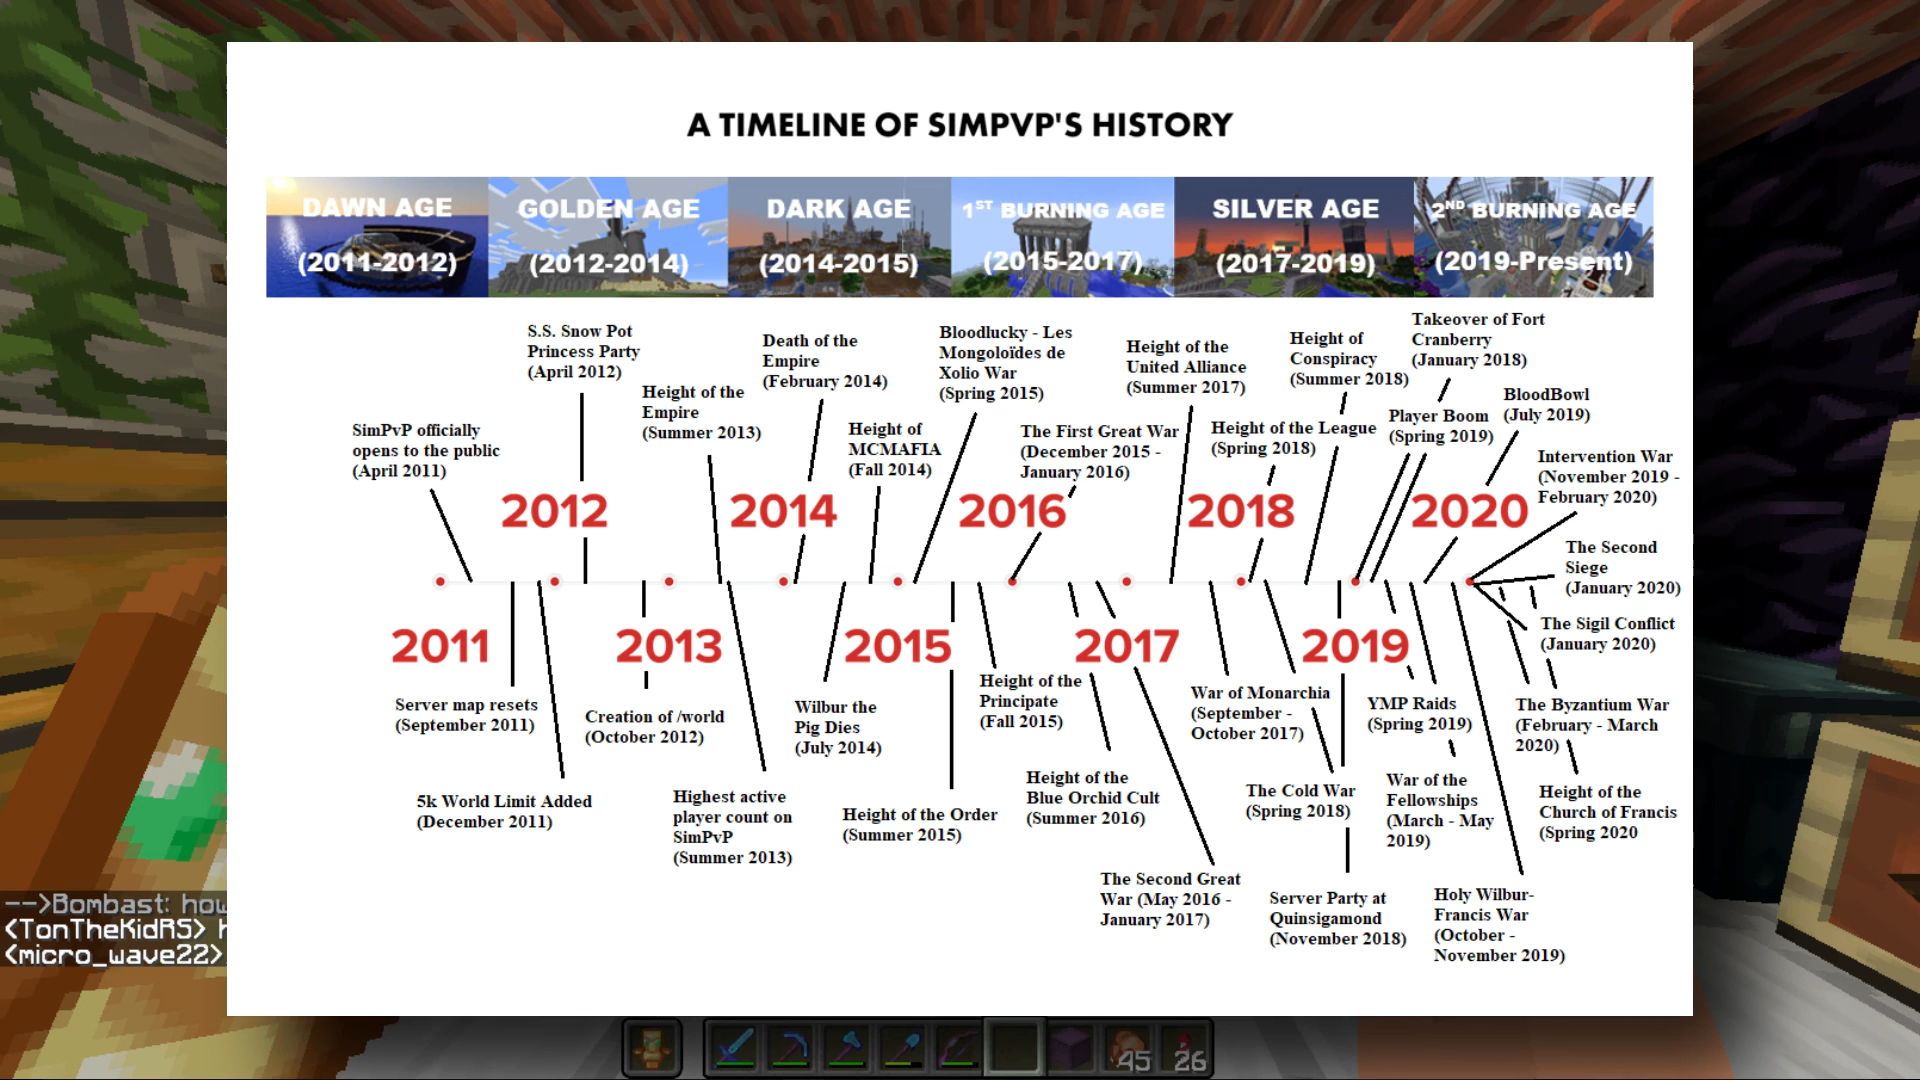 A TIMELINE OF SIMPVP'S HISTORY
DAWN AGE
(2011-2012)
GOLDEN AGE
(2012-2014)
DARK AGE
(2014-2015)
1ST BURNING AGE
(2015-2017)
SILVER AGE
(2017-2019)
2ND BURNING AGE
(2019-Present)
SimPvP officially
opens to the public
(April 2011)
S.S. Snow Pot
Princess Party
(April 2012)
Height of the
Empire
(Summer 2013)
Death of the
Empire
(February 2014)
Height of
MCMAFIA
(Fall 2014)
Bloodlucky - Les
Mongoloïdes de
Xolio War
(Spring 2015)
The First Great War
(December 2015 -
January 2016)
Height of the
United Alliance
(Summer 2017)
Height of the League
(Spring 2018)
Height of
Conspiracy
(Summer 2018)
Takeover of Fort
Cranberry
(January 2018)
Player Boom
(Spring 2019)
BloodBowl
(July 2019)
Intervention War
(November 2019 -
February 2020)
The Second
Siege
(January 2020)
The Sigil Conflict
(January 2020)
2012
2014
2016
2018
2020
2011
2013
2015
2017
2019
Server map resets
(September 2011)
5k World Limit Added
(December 2011)
Creation of /world
(October 2012)
Highest active
player count on
SimPvP
(Summer 2013)
Wilbur the
Pig Dies
(July 2014)
Height of the Order
(Summer 2015)
Height of the
Principate
(Fall 2015)
Height of the
Blue Orchid Cult
(Summer 2016)
The Second Great
War (May 2016 -
January 2017)
War of Monarchia
(September -
October 2017)
The Cold War
(Spring 2018)
Server Party at
Quinsigamond
(November 2018)
YMP Raids
(Spring 2019)
War of the
Fellowships
(March - May
2019)
Holy Wilbur-
Francis War
(October -
November 2019)
The Byzantium War
(February - March
2020)
Height of the
Church of Francis
(Spring 2020
-->Bombast: how
<TonTheKidRS> h
<micro_wave22>
45
26